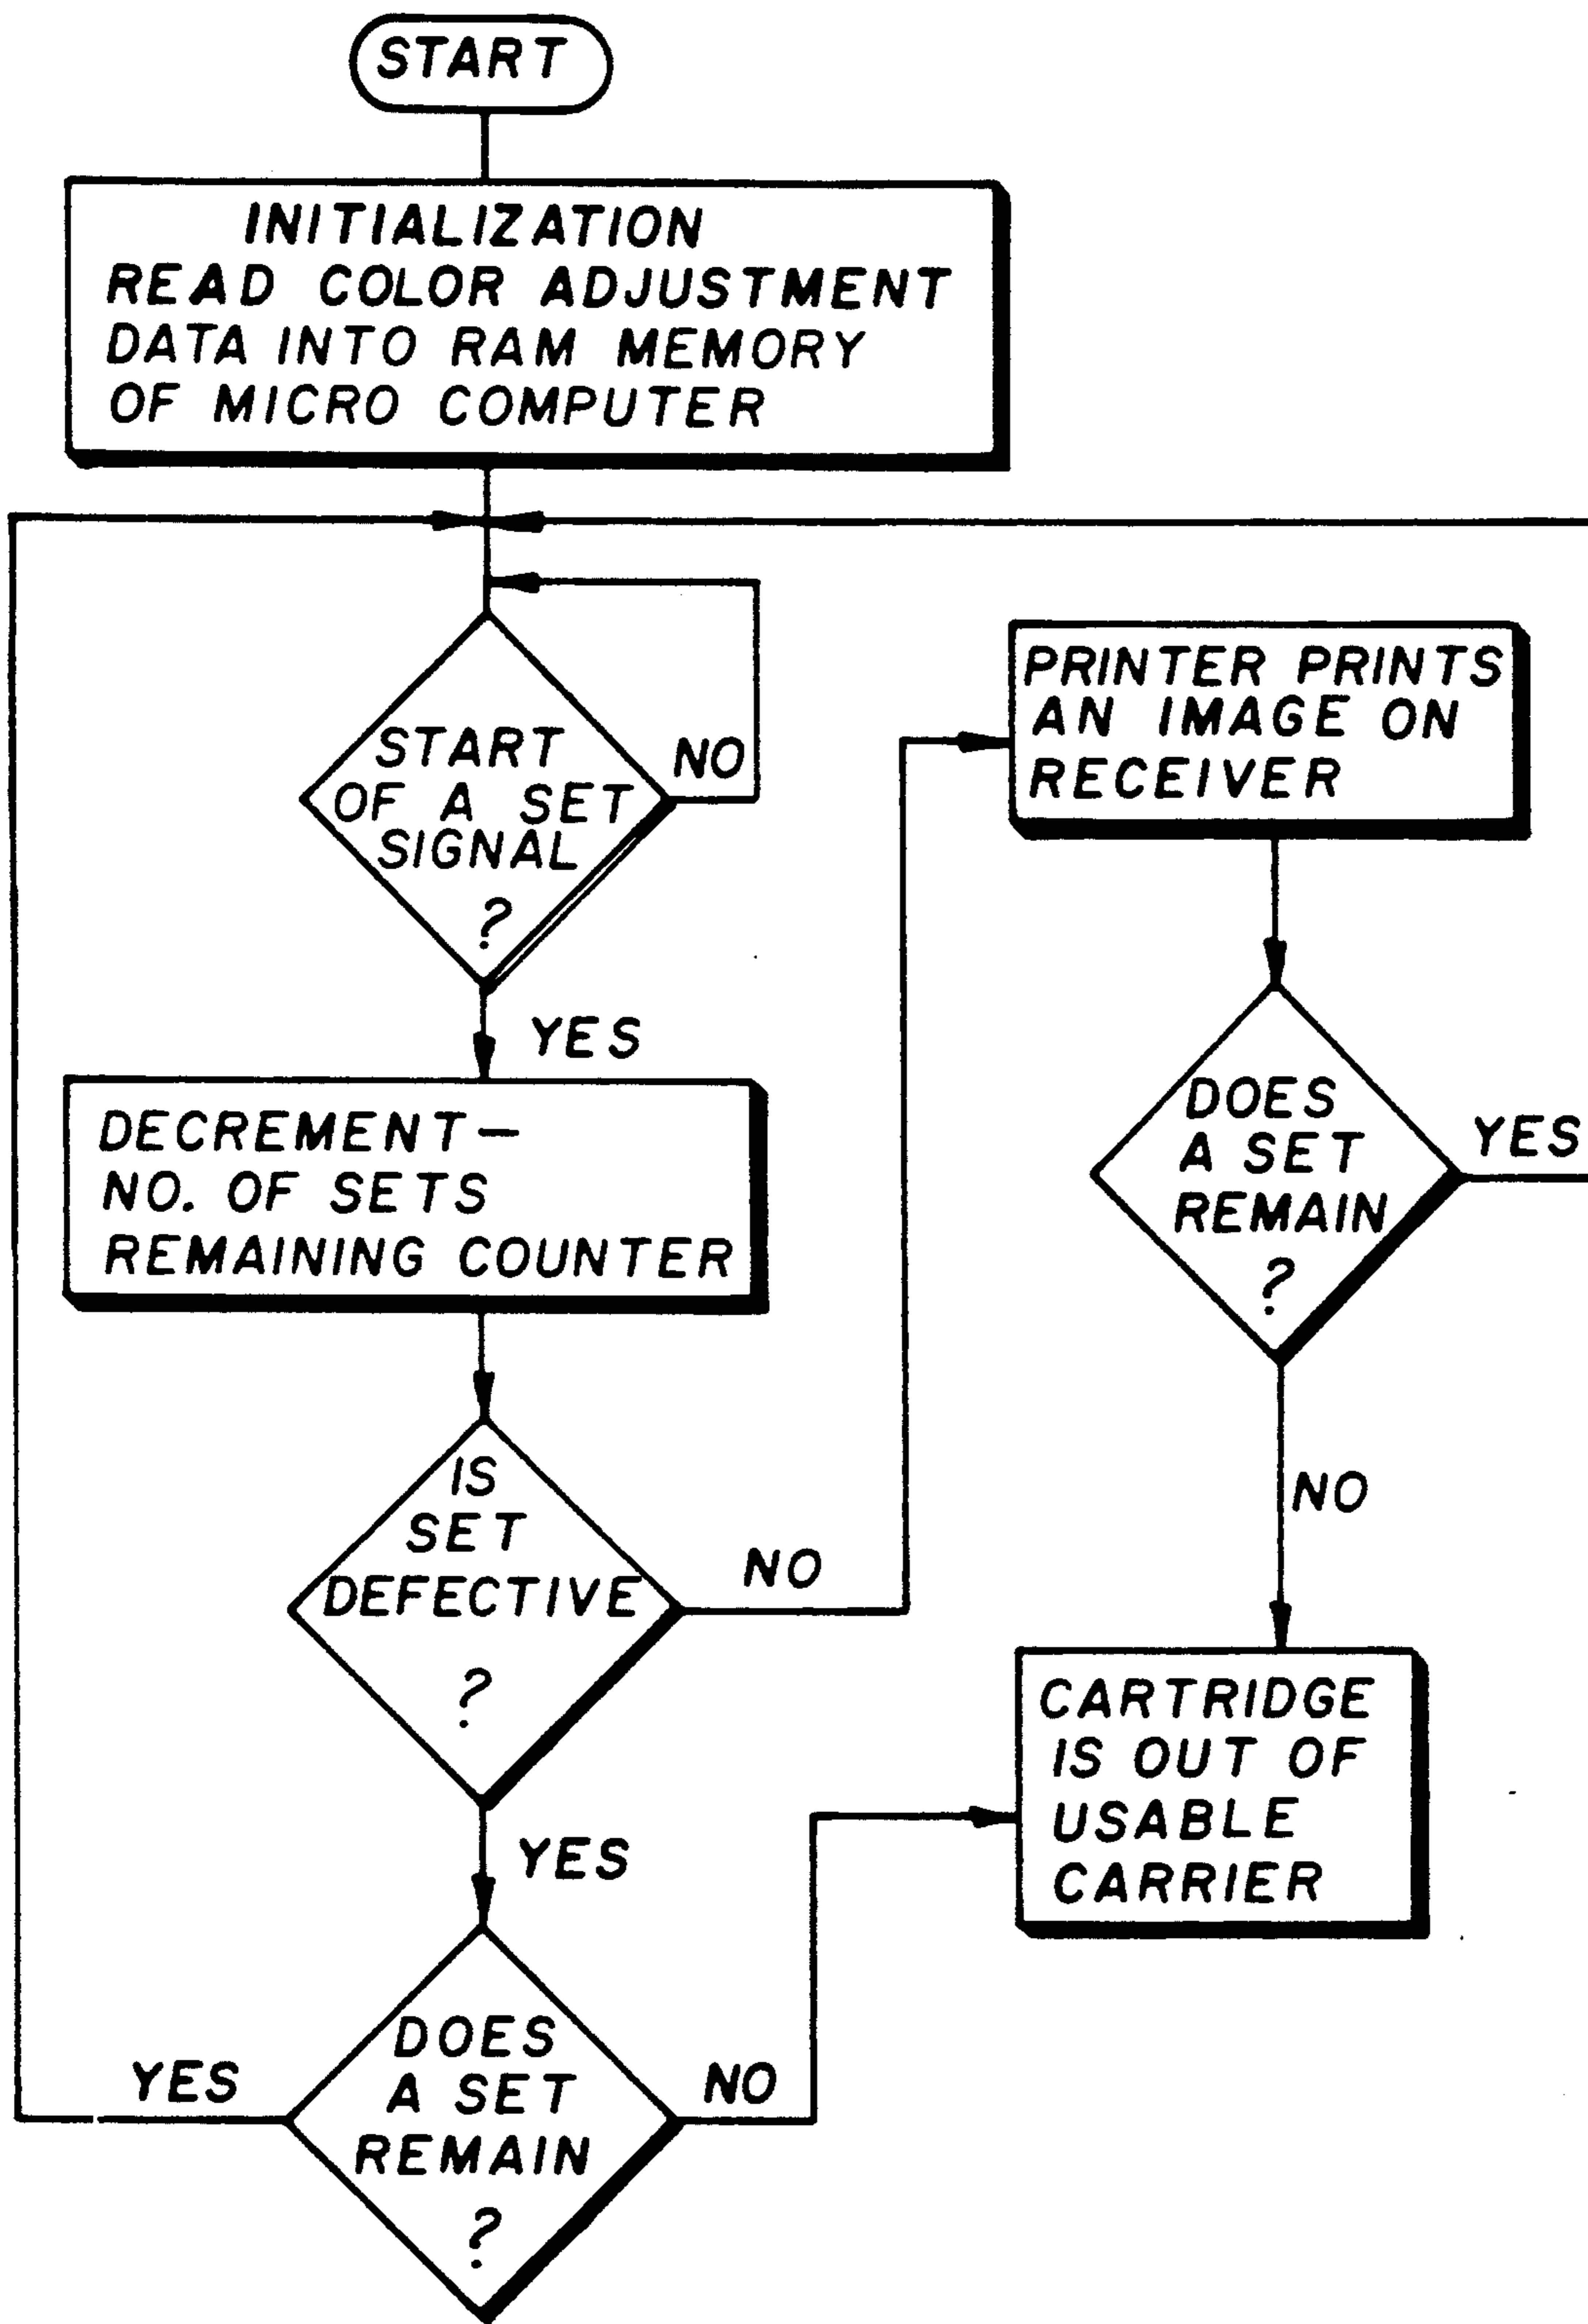 START
INITIALIZATION
READ COLOR ADJUSTMENT
DATA INTO RAM MEMORY
OF MICRO COMPUTER
START
OF A SET
SIGNAL
?
NO
YES
DECREMENT—
NO. OF SETS
REMAINING COUNTER
IS
SET
DEFECTIVE
?
NO
YES
DOES
A SET
REMAIN
?
YES
NO
PRINTER PRINTS
AN IMAGE ON
RECEIVER
DOES
A SET
REMAIN
?
YES
NO
CARTRIDGE
IS OUT OF
USABLE
CARRIER